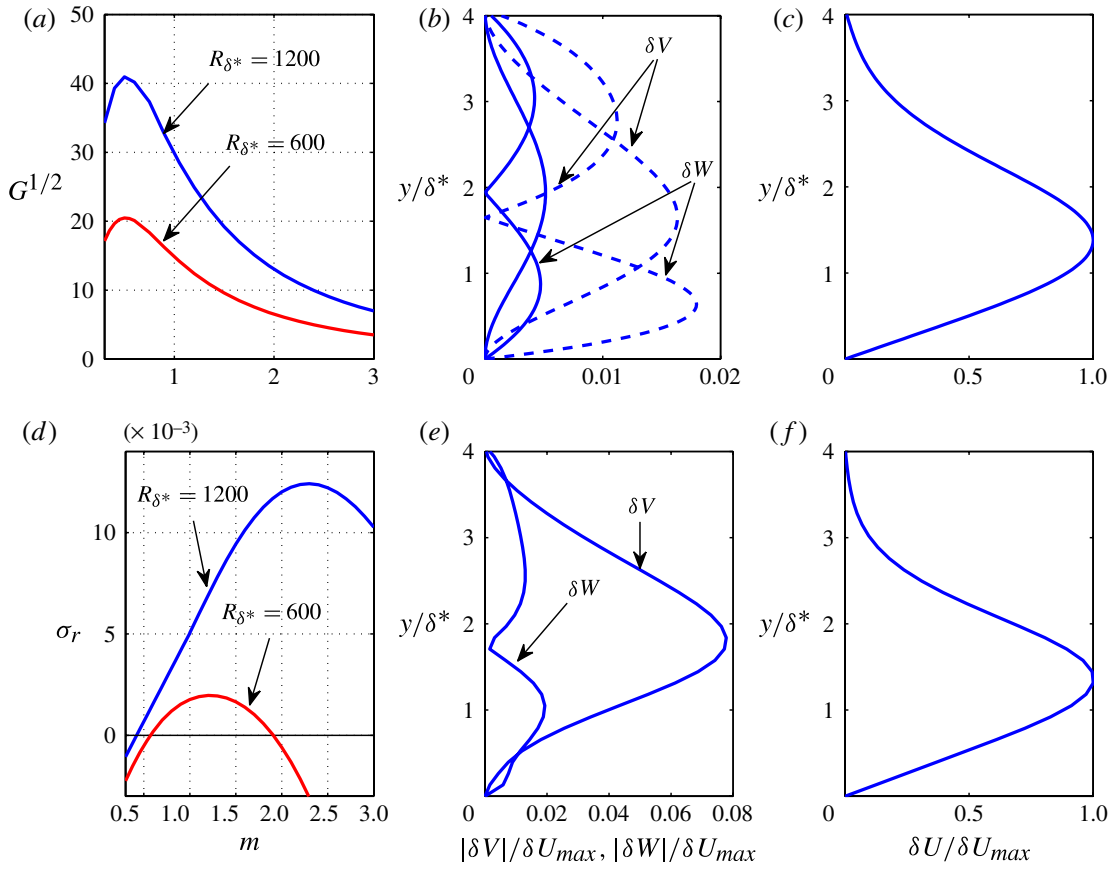 (a)
50
40
30
20
10
0
G^{1/2}
R_{δ*} = 1200
R_{δ*} = 600
1
2
3
(b)
y/δ*
4
3
2
1
0
δV
δW
0.01
0.02
(c)
y/δ*
4
3
2
1
0
0.5
1.0
(d)
(× 10^{–3})
10
5
0
σ_r
R_{δ*} = 1200
R_{δ*} = 600
0.5
1.0
1.5
2.0
2.5
3.0
m
(e)
y/δ*
4
3
2
1
0
δV
δW
0.02
0.04
0.06
0.08
|δV|/δU_{max}, |δW|/δU_{max}
(f)
y/δ*
4
3
2
1
0
0.5
1.0
δU/δU_{max}